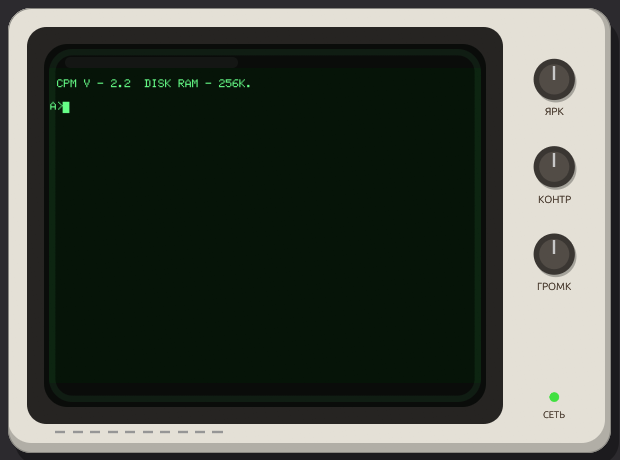 CPM V - 2.2  DISK RAM - 256K.
A>
ЯРК
КОНТР
ГРОМК
СЕТЬ